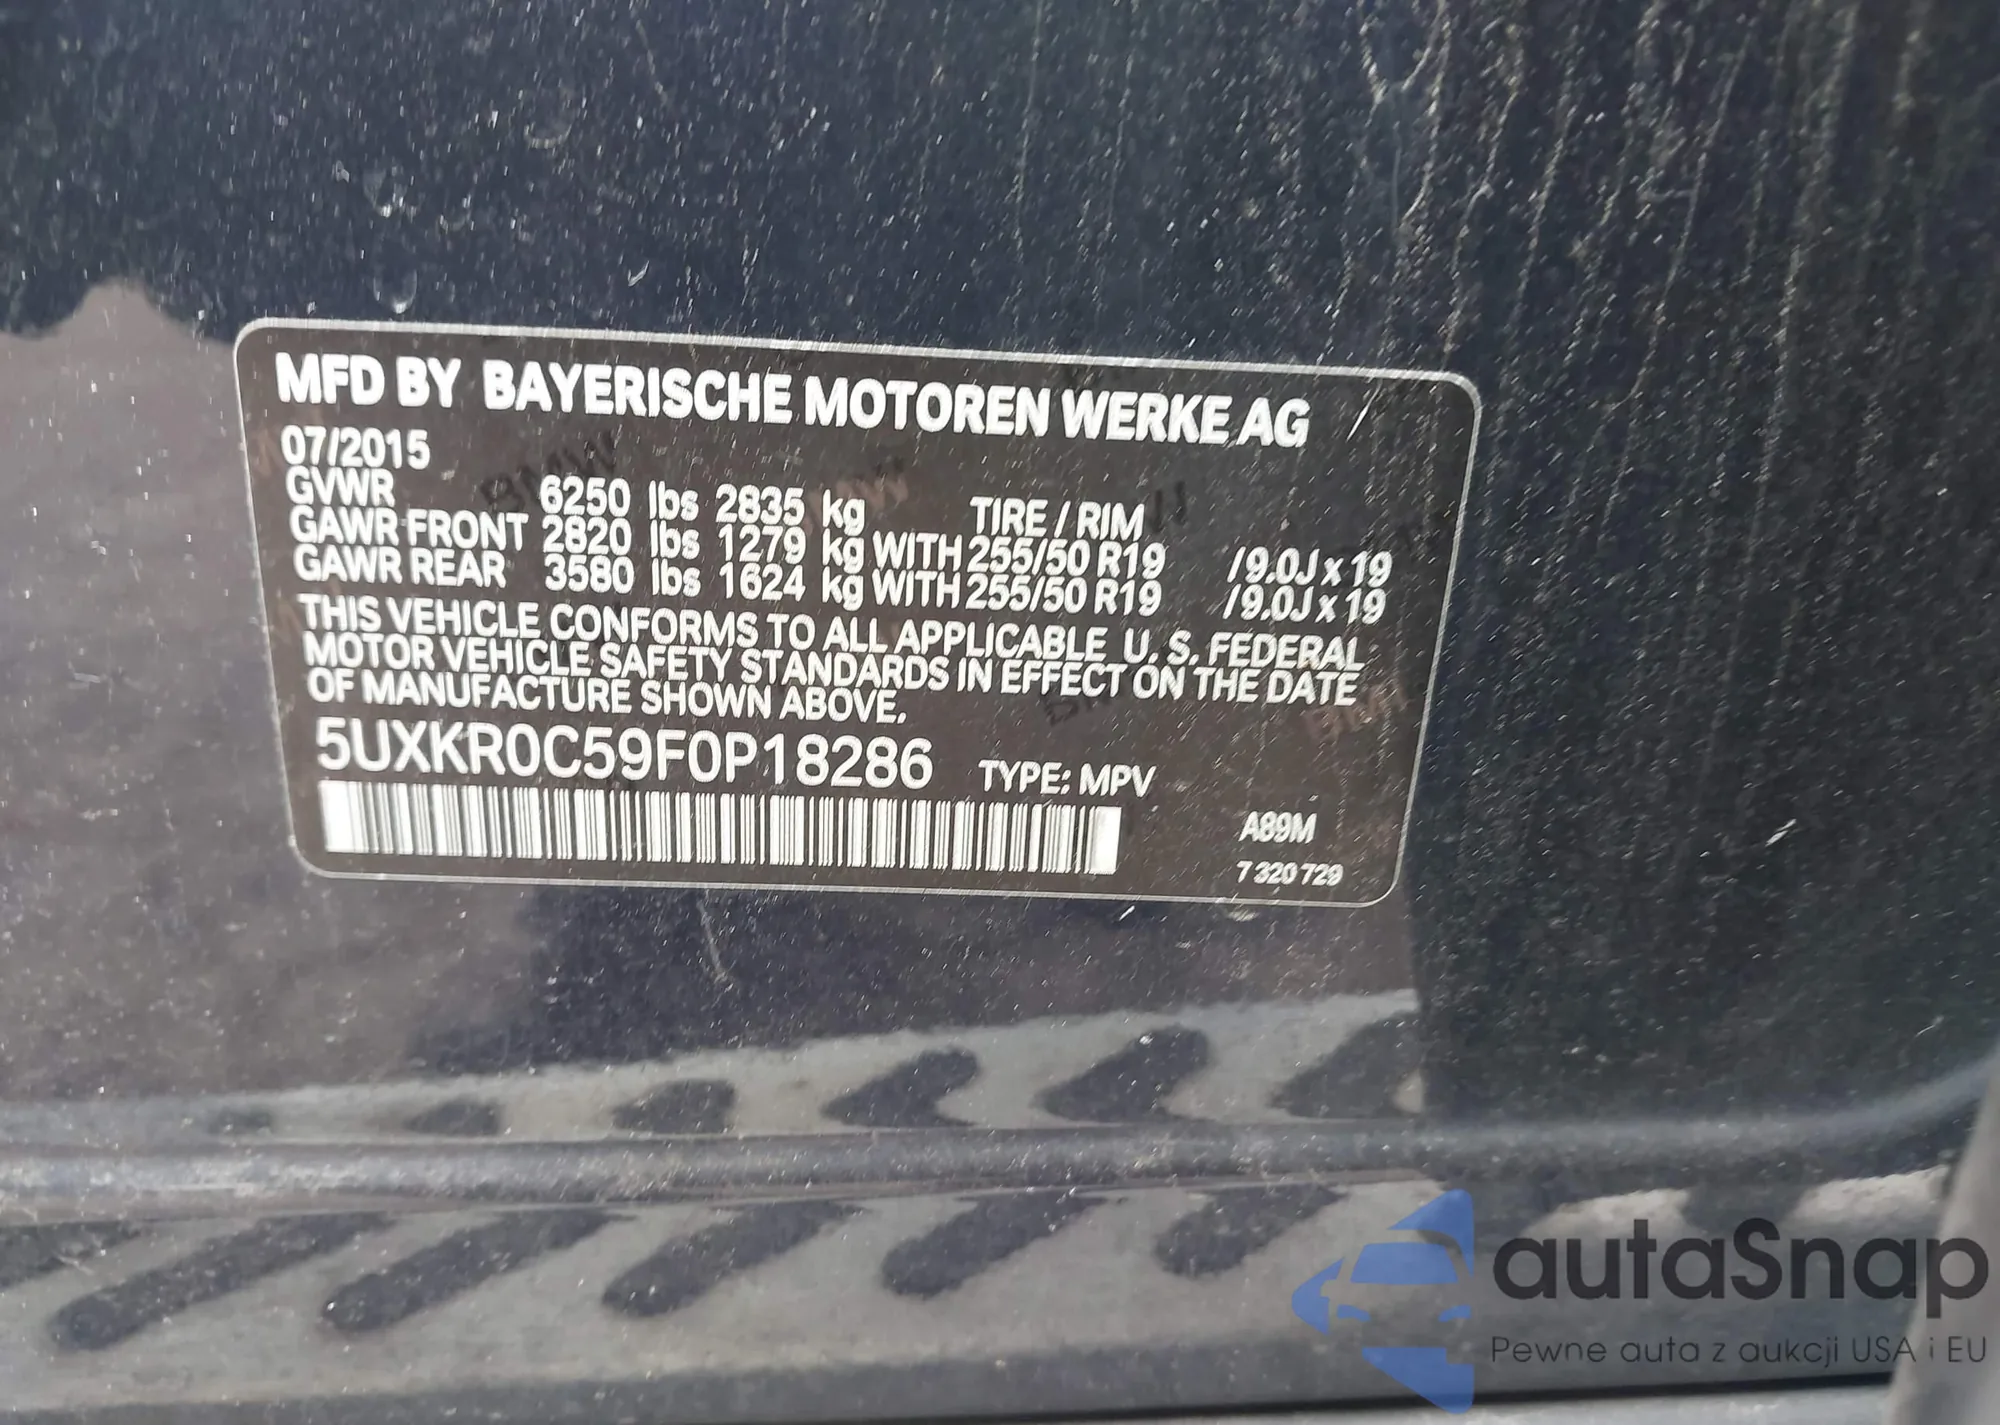 MFD BY BAYERISCHE MOTOREN WERKE AG
07/2015
GVWR 6250 lbs 2835 kg TIRE / RIM
GAWR FRONT 2820 lbs 1279 kg WITH 255/50 R19 /9.0J x 19
GAWR REAR 3580 lbs 1624 kg WITH 255/50 R19 /9.0J x 19
THIS VEHICLE CONFORMS TO ALL APPLICABLE U. S. FEDERAL
MOTOR VEHICLE SAFETY STANDARDS IN EFFECT ON THE DATE
OF MANUFACTURE SHOWN ABOVE.
5UXKR0C59F0P18286 TYPE: MPV
A89M
7 320 729
autaSnap
Pewne auta z aukcji USA i EU